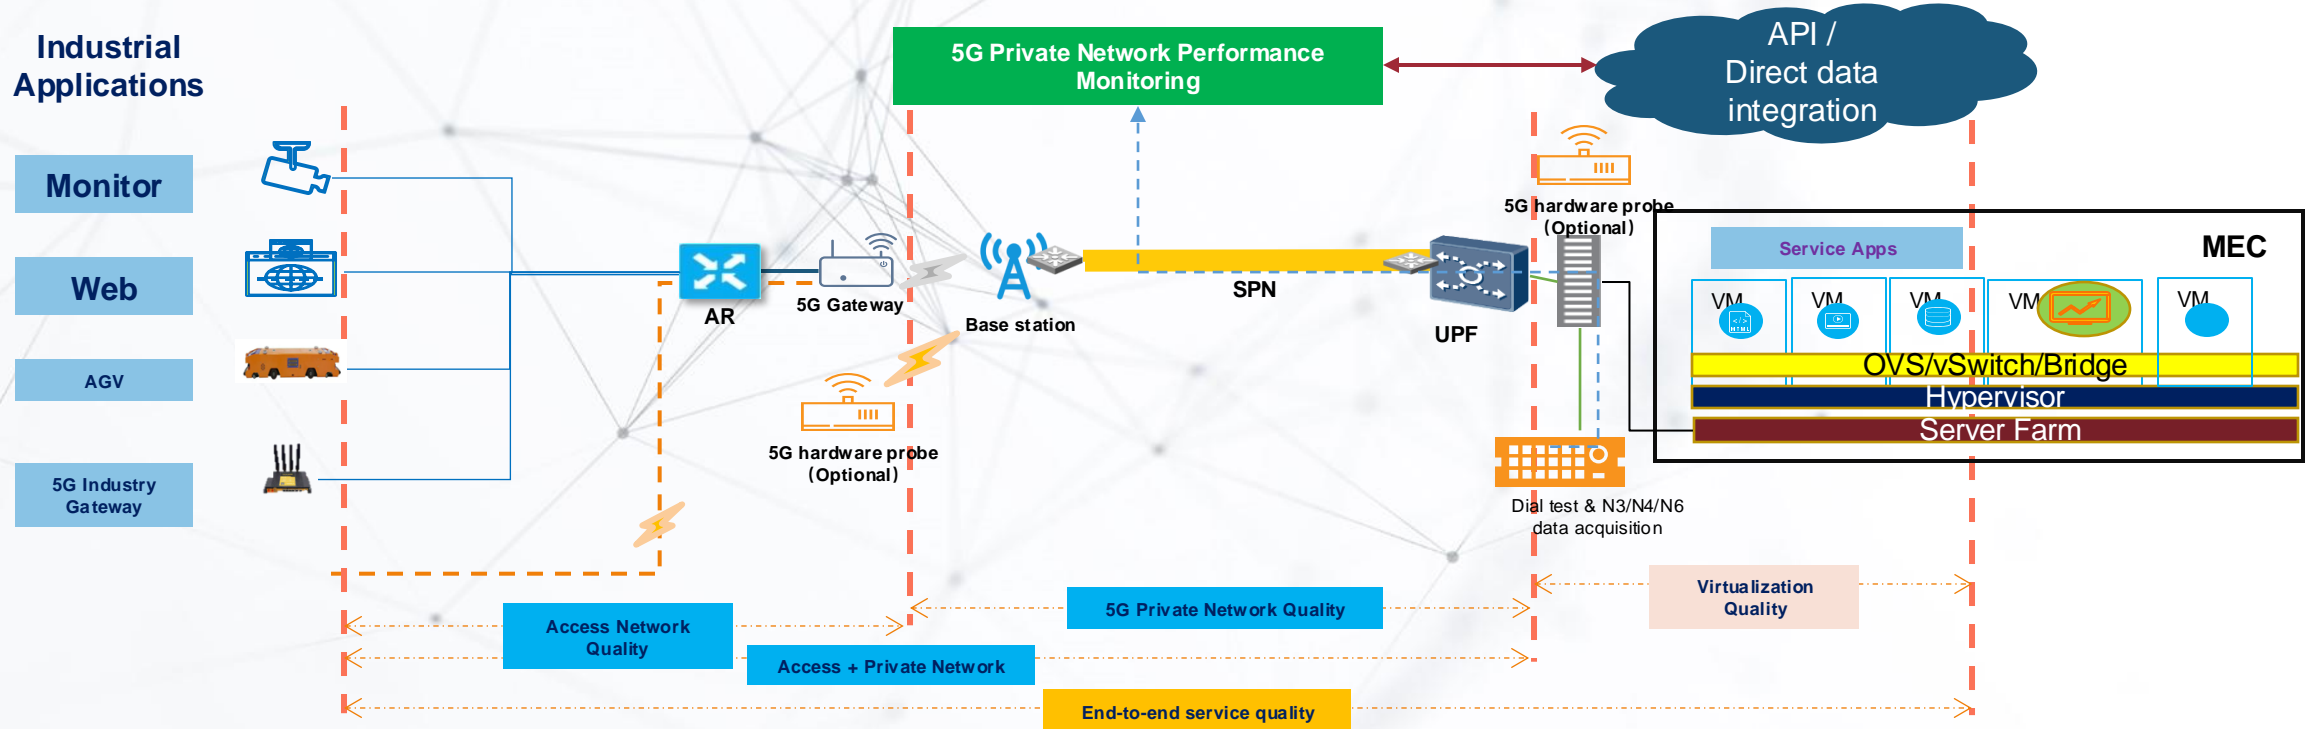 Industrial
Applications
5G Private Network Performance
Monitoring
API /
Direct data
integration
Monitor
Web
AGV
5G Industry
Gateway
AR
5G Gateway
Base station
SPN
UPF
5G hardware probe
(Optional)
5G hardware probe
(Optional)
MEC
Service Apps
VM
VM
VM
VM
VM
</>
HTML
OVS/vSwitch/Bridge
Hypervisor
Server Farm
Dial test & N3/N4/N6
data acquisition
Virtualization
Quality
5G Private Network Quality
Access Network
Quality
Access + Private Network
End-to-end service quality